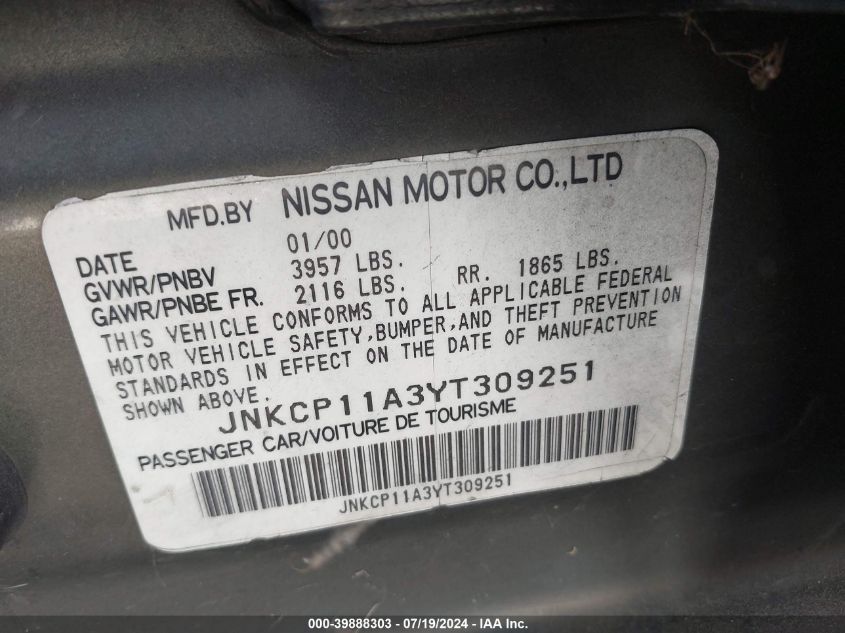 MFD.BY NISSAN MOTOR CO.,LTD
DATE 01/00
GVWR/PNBV 3957 LBS.
GAWR/PNBE FR. 2116 LBS. RR. 1865 LBS.
THIS VEHICLE CONFORMS TO ALL APPLICABLE FEDERAL
MOTOR VEHICLE SAFETY,BUMPER,AND THEFT PREVENTION
STANDARDS IN EFFECT ON THE DATE OF MANUFACTURE
SHOWN ABOVE.
JNKCP11A3YT309251
PASSENGER CAR/VOITURE DE TOURISME
JNKCP11A3YT309251
000-39888303 - 07/19/2024 - IAA Inc.